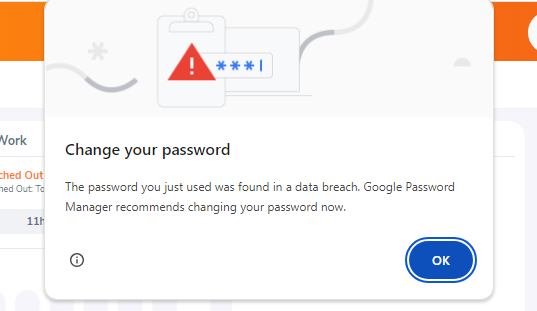 ***|
Work
ched Out
hed Out: To
11h
Change your password
The password you just used was found in a data breach. Google Password
Manager recommends changing your password now.
OK